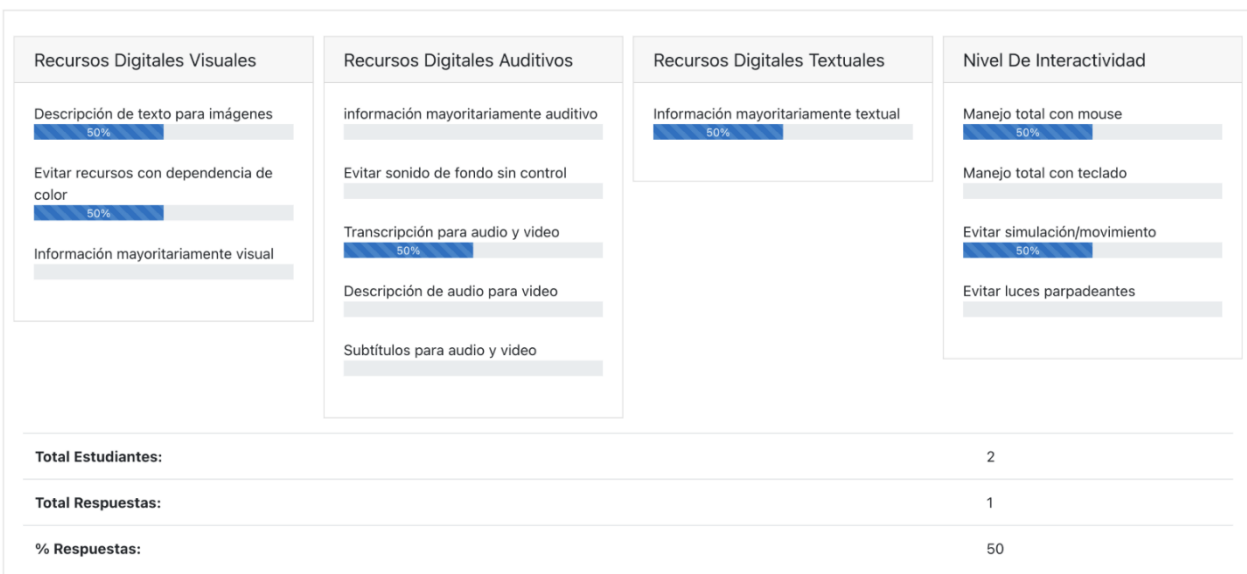 Recursos Digitales Visuales
Descripción de texto para imágenes
50%
Evitar recursos con dependencia de
color
50%
Información mayoritariamente visual
Recursos Digitales Auditivos
información mayoritariamente auditivo
Evitar sonido de fondo sin control
Transcripción para audio y video
50%
Descripción de audio para video
Subtítulos para audio y video
Recursos Digitales Textuales
Información mayoritariamente textual
50%
Nivel De Interactividad
Manejo total con mouse
50%
Manejo total con teclado
Evitar simulación/movimiento
50%
Evitar luces parpadeantes
Total Estudiantes: 2
Total Respuestas: 1
% Respuestas: 50